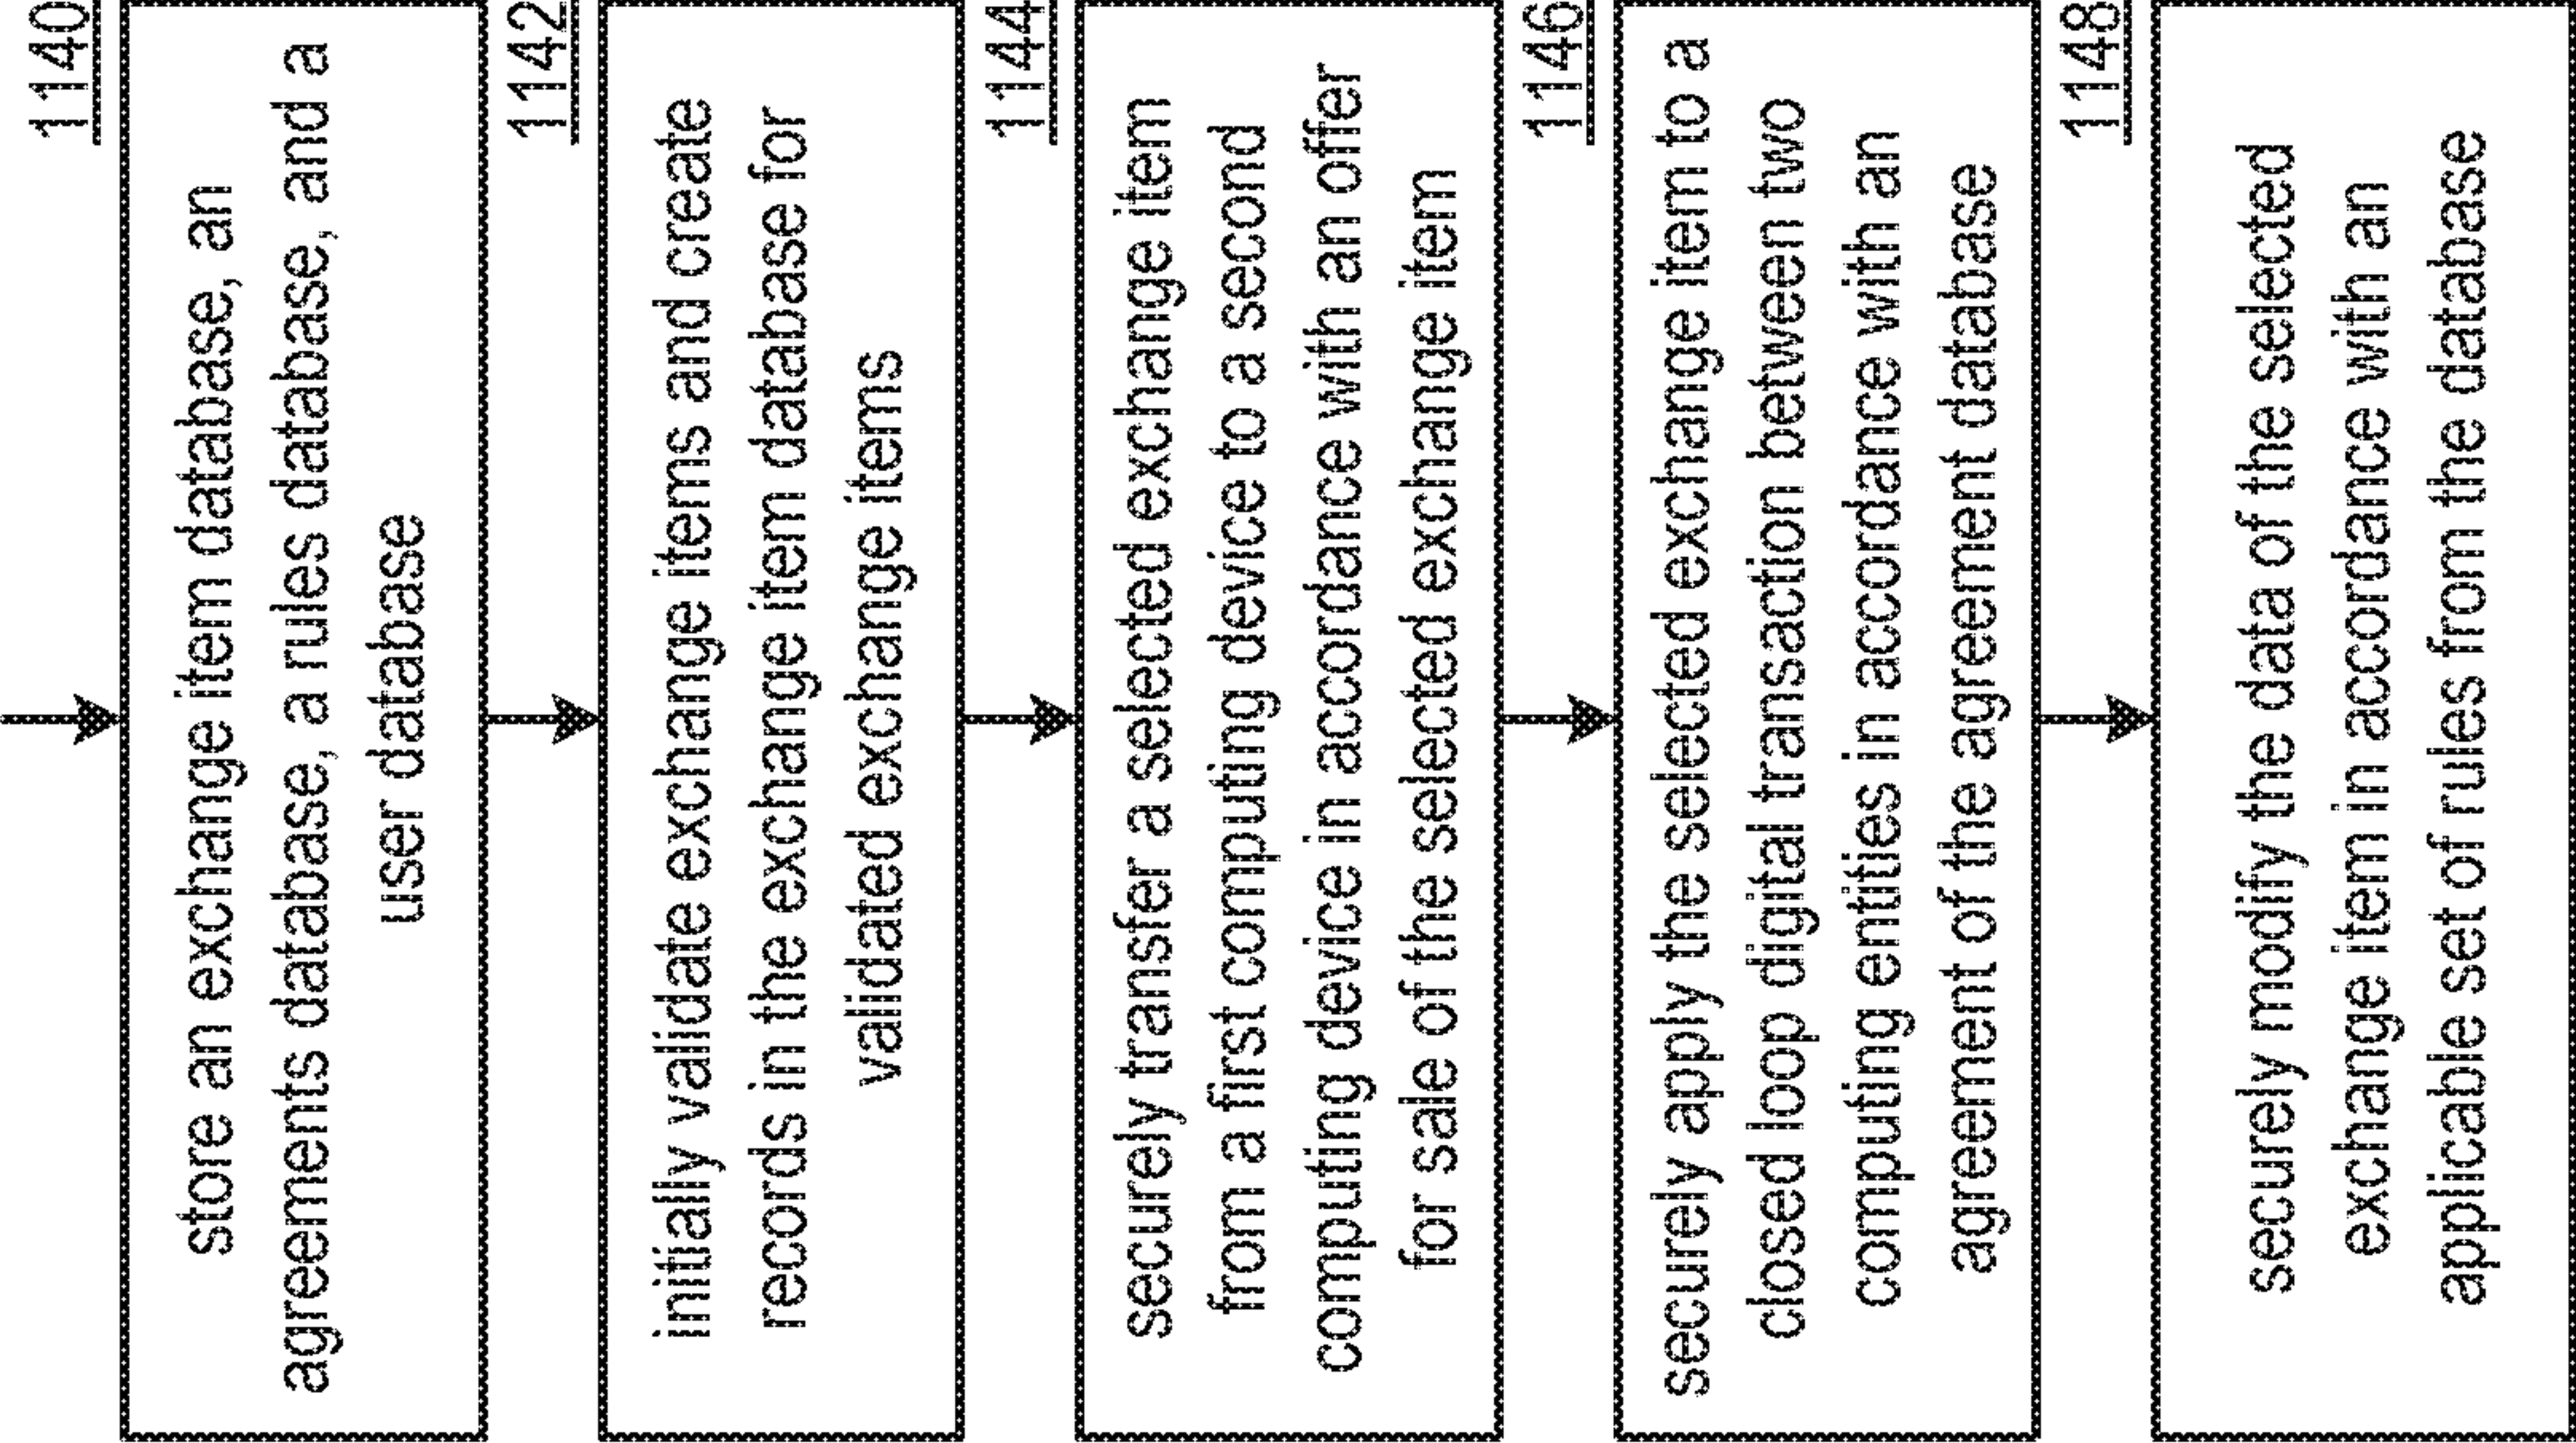 1140
store an exchange item database, an
agreements database, a rules database, and a
user database
1142
initially validate exchange items and create
records in the exchange item database for
validated exchange items
1144
securely transfer a selected exchange item
from a first computing device to a second
computing device in accordance with an offer
for sale of the selected exchange item
1146
securely apply the selected exchange item to a
closed loop digital transaction between two
computing entities in accordance with an
agreement of the agreement database
1148
securely modify the data of the selected
exchange item in accordance with an
applicable set of rules from the database